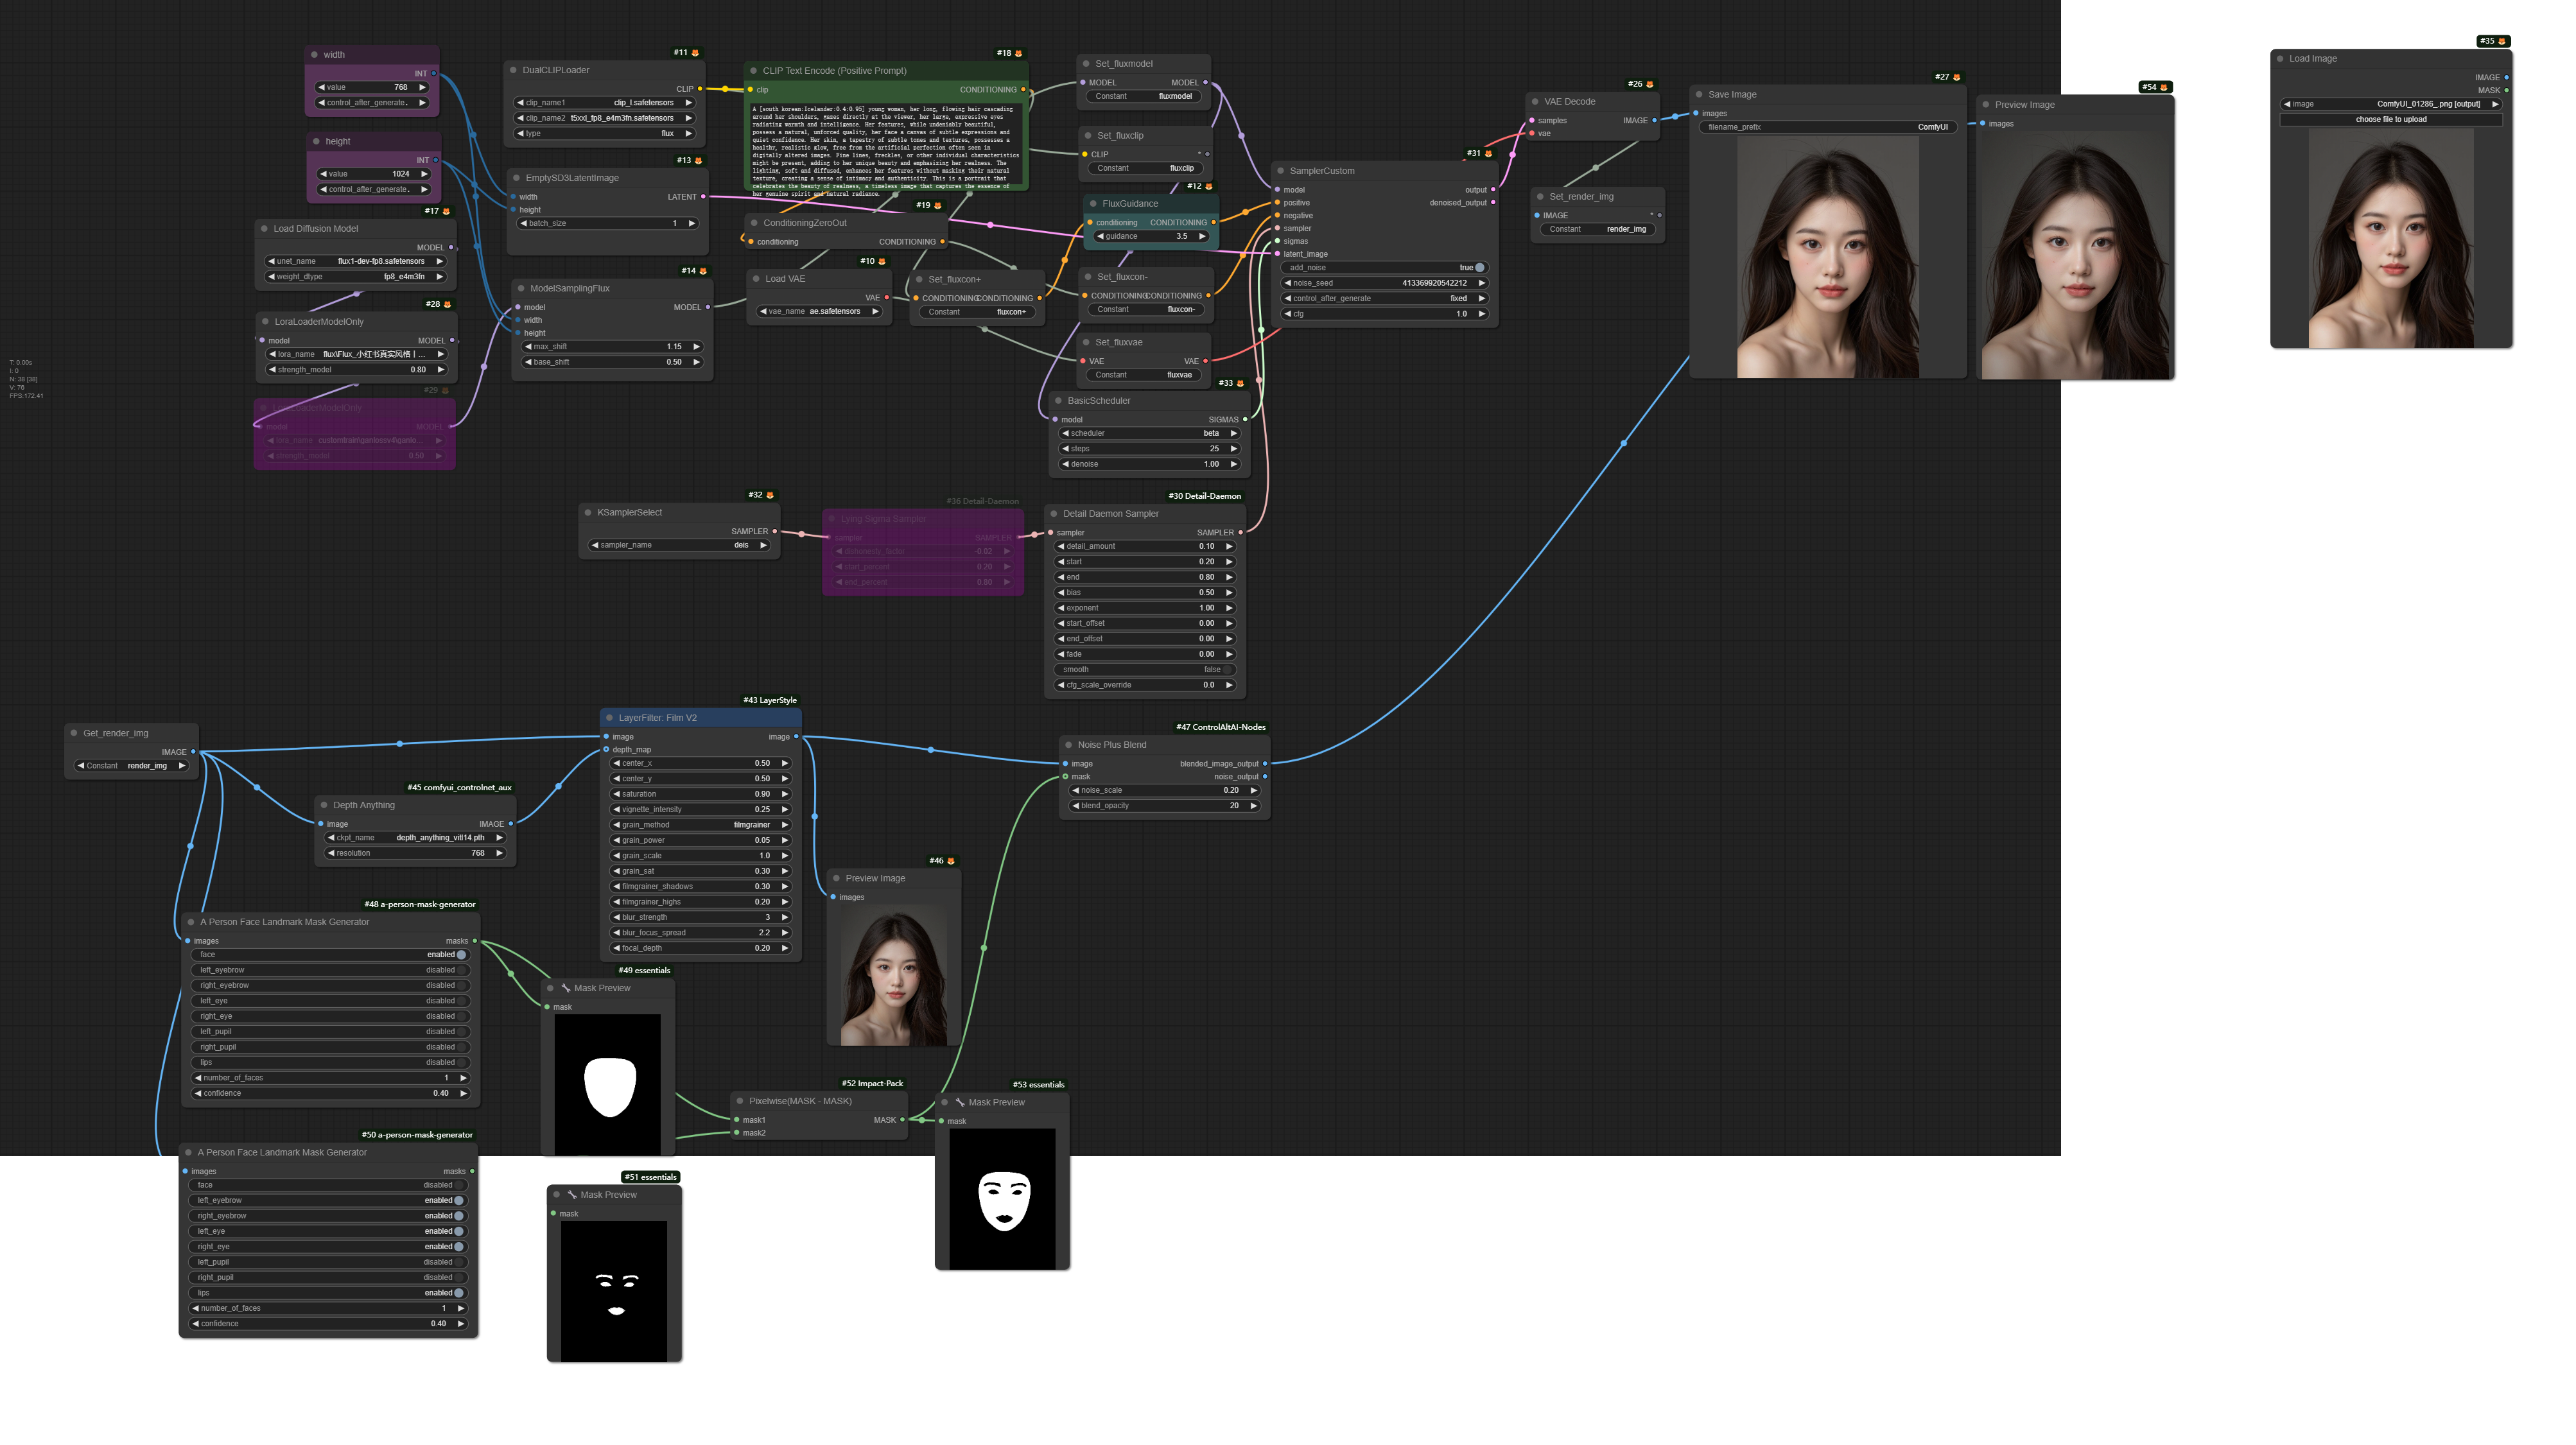 width
INT
value 768
control_after_generate.
height
INT
value 1024
control_after_generate.
#17
Load Diffusion Model
MODEL
unet_name flux1-dev-fp8.safetensors
weight_dtype fp8_e4m3fn
#28
LoraLoaderModelOnly
model MODEL
lora_name flux\Flux_小红书真实风格丨...
strength_model 0.80
#29
LoraLoaderModelOnly
model MODEL
lora_name
strength_model 0.50
T: 0.00s
I: 0
N: 38 [38]
V: 76
FPS:172.41
#11
DualCLIPLoader
CLIP
clip_name1 clip_l.safetensors
clip_name2 t5xxl_fp8_e4m3fn.safetensors
type flux
#13
EmptySD3LatentImage
width LATENT
height
batch_size 1
#14
ModelSamplingFlux
model MODEL
width
height
max_shift 1.15
base_shift 0.50
#18
CLIP Text Encode (Positive Prompt)
clip CONDITIONING
A [south korean:Icelander:0.4:0.95] young woman, her long, flowing hair cascading
around her shoulders, gazes directly at the viewer, her large, expressive eyes
radiating warmth and intelligence. Her features, while undeniably beautiful,
possess a natural, unforced quality, her face a canvas of subtle expressions and
quiet confidence. Her skin, a tapestry of subtle tones and textures, possesses a
healthy, realistic glow, free from the artificial perfection often seen in
digitally altered images. Fine lines, freckles, or other individual characteristics
might be present, adding to her unique beauty and emphasizing her realness. The
lighting, soft and diffused, enhances her features without masking their natural
texture, creating a sense of intimacy and authenticity. This is a portrait that
celebrates the beauty of realness, a timeless image that captures the essence of
her genuine spirit and natural radiance.
#19
ConditioningZeroOut
conditioning CONDITIONING
#10
Load VAE
VAE
vae_name ae.safetensors
Set_fluxcon+
CONDITIONING CONDITIONING
Constant fluxcon+
Set_fluxmodel
MODEL MODEL
Constant fluxmodel
Set_fluxclip
CLIP *
Constant fluxclip
#12
FluxGuidance
conditioning CONDITIONING
guidance 3.5
Set_fluxcon-
CONDITIONING CONDITIONING
Constant fluxcon-
Set_fluxvae
VAE VAE
Constant fluxvae
#33
BasicScheduler
model SIGMAS
scheduler beta
steps 25
denoise 1.00
#31
SamplerCustom
model output
positive denoised_output
negative
sampler
sigmas
latent_image
add_noise true
noise_seed 413369920542212
control_after_generate fixed
cfg 1.0
#26
VAE Decode
samples IMAGE
vae
Set_render_img
IMAGE *
Constant render_img
#27
Save Image
images
filename_prefix ComfyUI
#54
Preview Image
images
#35
Load Image
IMAGE
MASK
image ComfyUI_01286_.png [output]
choose file to upload
#32
KSamplerSelect
SAMPLER
sampler_name deis
#36 Detail-Daemon
Lying Sigma Sampler
sampler SAMPLER
dishonesty_factor -0.02
start_percent 0.20
end_percent 0.80
#30 Detail-Daemon
Detail Daemon Sampler
sampler SAMPLER
detail_amount 0.10
start 0.20
end 0.80
bias 0.50
exponent 1.00
start_offset 0.00
end_offset 0.00
fade 0.00
smooth false
cfg_scale_override 0.0
Get_render_img
IMAGE
Constant render_img
#45 comfyui_controlnet_aux
Depth Anything
image IMAGE
ckpt_name depth_anything_vitl14.pth
resolution 768
#43 LayerStyle
LayerFilter: Film V2
image image
depth_map
center_x 0.50
center_y 0.50
saturation 0.90
vignette_intensity 0.25
grain_method filmgrainer
grain_power 0.05
grain_scale 1.0
grain_sat 0.30
filmgrainer_shadows 0.30
filmgrainer_highs 0.20
blur_strength 3
blur_focus_spread 2.2
focal_depth 0.20
#47 ControlAltAI-Nodes
Noise Plus Blend
image blended_image_output
mask noise_output
noise_scale 0.20
blend_opacity 20
#46
Preview Image
images
#48 a-person-mask-generator
A Person Face Landmark Mask Generator
images masks
face enabled
left_eyebrow disabled
right_eyebrow disabled
left_eye disabled
right_eye disabled
left_pupil disabled
right_pupil disabled
lips disabled
number_of_faces 1
confidence 0.40
#49 essentials
Mask Preview
mask
#52 Impact-Pack
Pixelwise(MASK - MASK)
mask1 MASK
mask2
#53 essentials
Mask Preview
mask
#50 a-person-mask-generator
A Person Face Landmark Mask Generator
images masks
face disabled
left_eyebrow enabled
right_eyebrow enabled
left_eye enabled
right_eye enabled
left_pupil disabled
right_pupil disabled
lips enabled
number_of_faces 1
confidence 0.40
#51 essentials
Mask Preview
mask